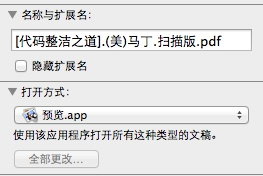 名称与扩展名：
[代码整洁之道].(美)马丁.扫描版.pdf
隐藏扩展名
打开方式：
预览.app
使用该应用程序打开所有这种类型的文稿。
全部更改...